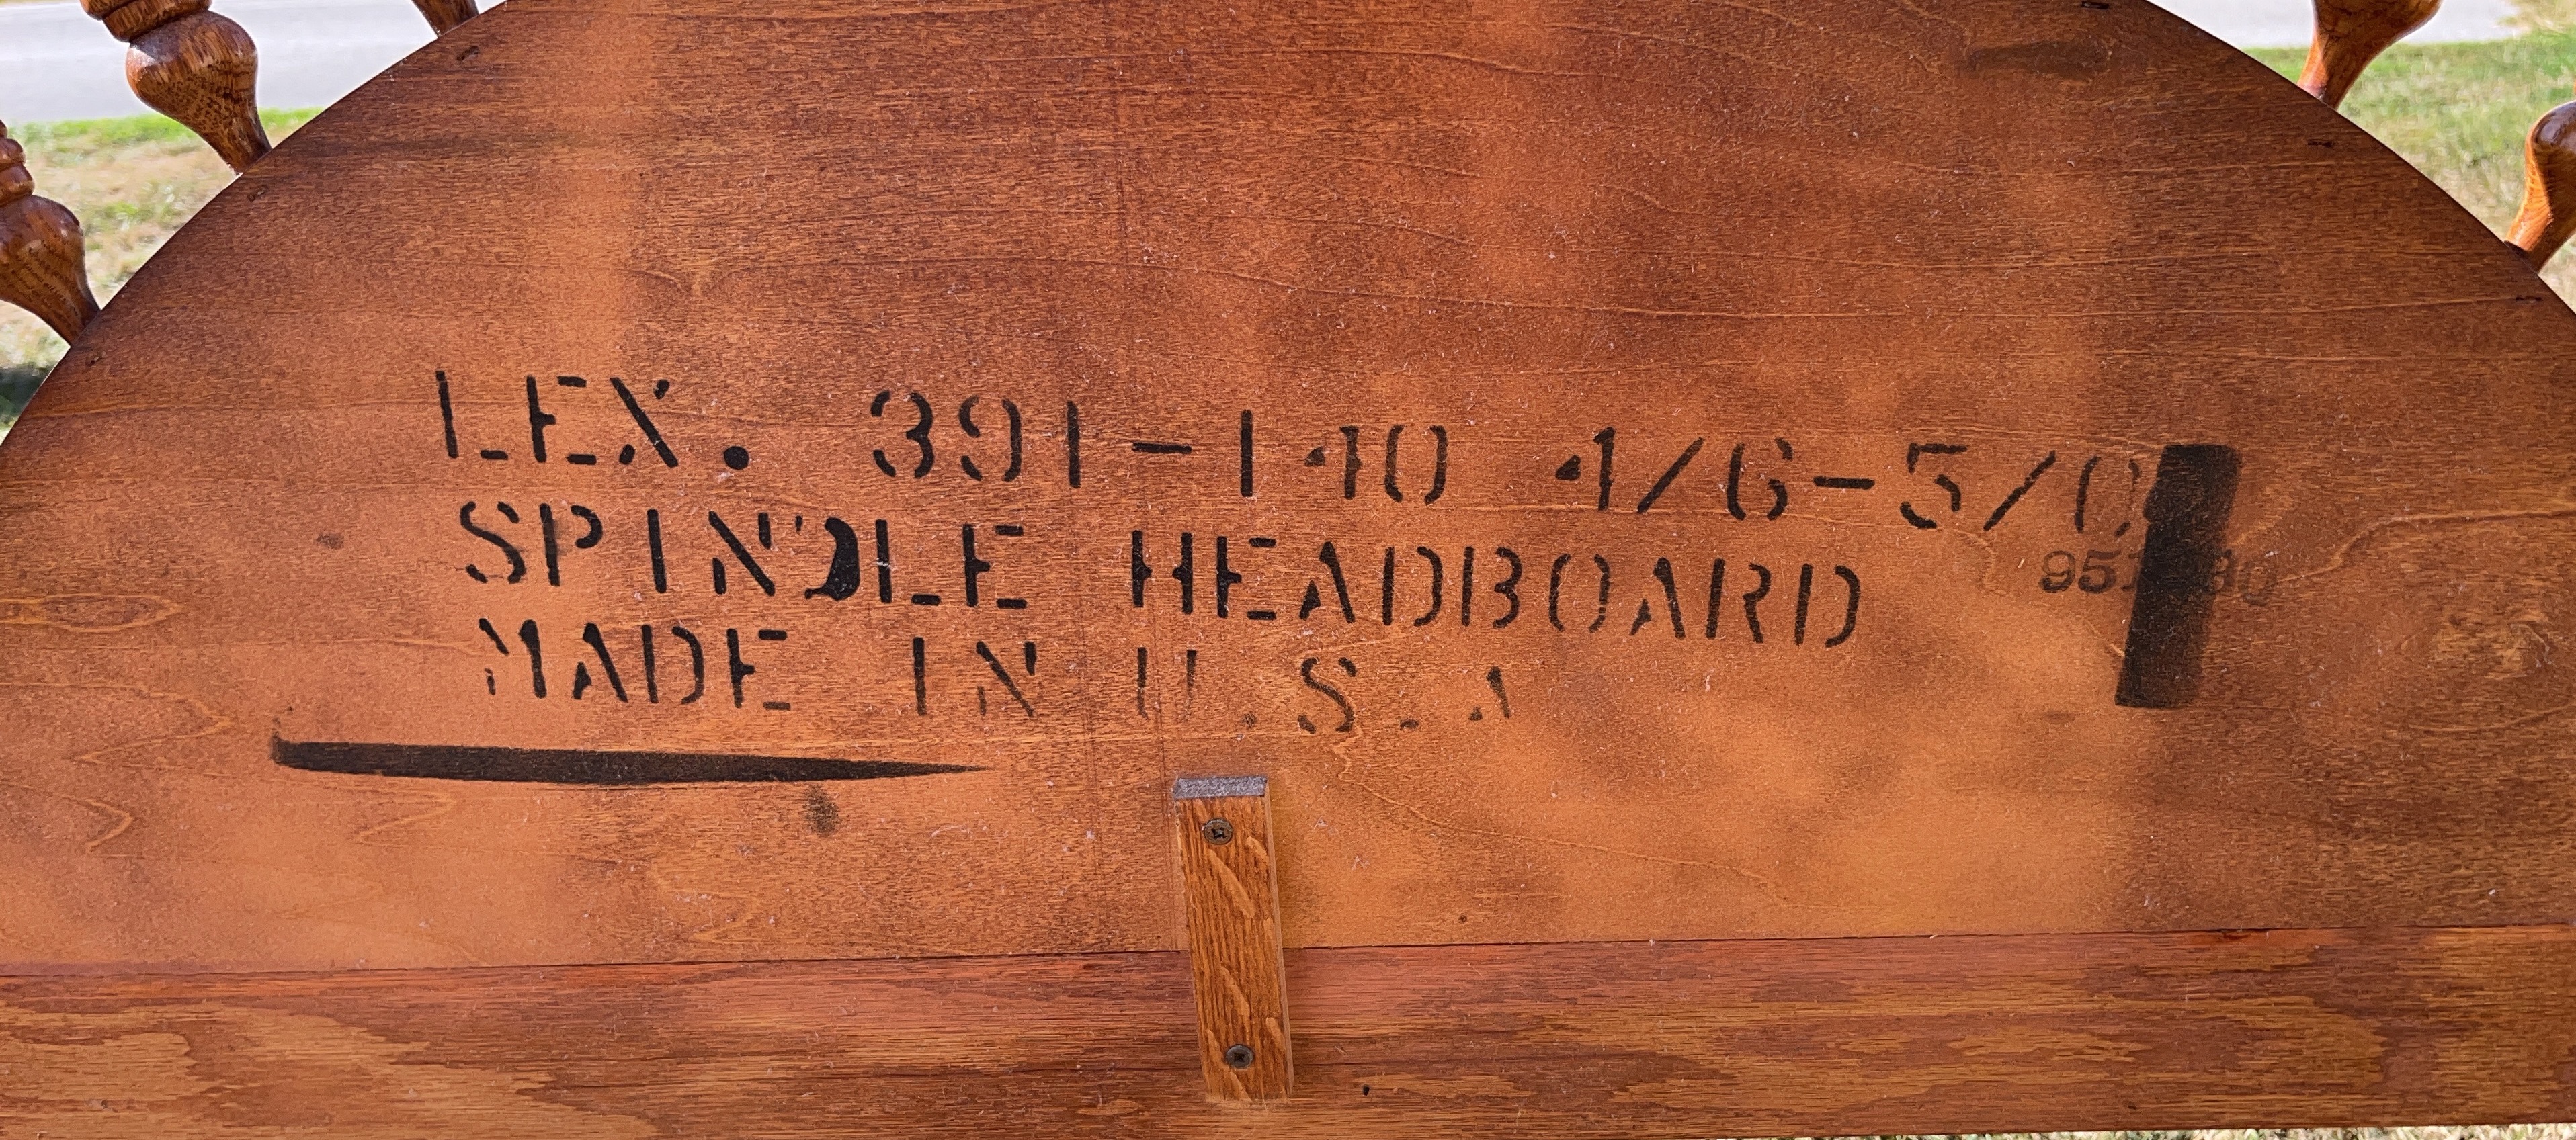 LEX. 391-140 4/6-5/0
SPINDLE HEADBOARD
MADE IN U.S.A